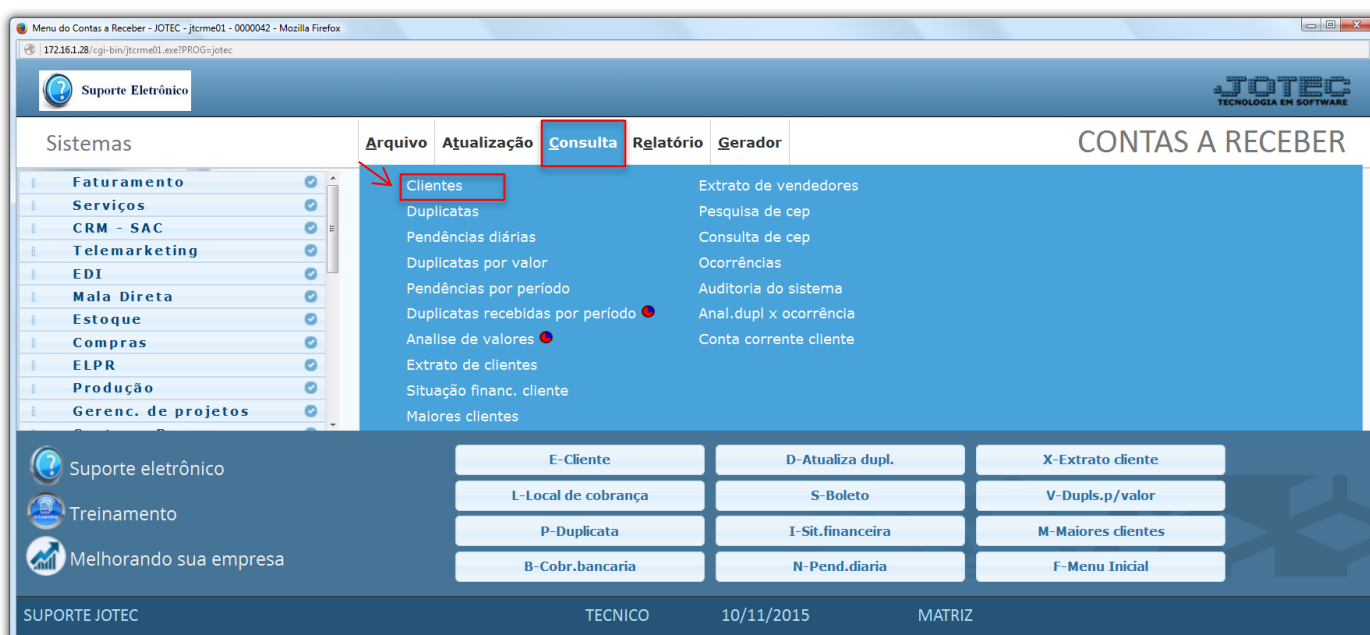 Menu do Contas a Receber - JOTEC - jtcrme01 - 0000042 - Mozilla Firefox
172.16.1.28/cgi-bin/jtcrme01.exe?PROG=jotec
Suporte Eletrônico
JOTEC
TECNOLOGIA EM SOFTWARE
Sistemas
Arquivo Atualização Consulta Relatório Gerador
CONTAS A RECEBER
Faturamento
Serviços
CRM - SAC
Telemarketing
EDI
Mala Direta
Estoque
Compras
ELPR
Produção
Gerenc. de projetos
Clientes
Duplicatas
Pendências diárias
Duplicatas por valor
Pendências por período
Duplicatas recebidas por período
Analise de valores
Extrato de clientes
Situação financ. cliente
Maiores clientes
Extrato de vendedores
Pesquisa de cep
Consulta de cep
Ocorrências
Auditoria do sistema
Anal.dupl x ocorrência
Conta corrente cliente
Suporte eletrônico
Treinamento
Melhorando sua empresa
E-Cliente D-Atualiza dupl. X-Extrato cliente
L-Local de cobrança S-Boleto V-Dupls.p/valor
P-Duplicata I-Sit.financeira M-Maiores clientes
B-Cobr.bancaria N-Pend.diaria F-Menu Inicial
SUPORTE JOTEC TECNICO 10/11/2015 MATRIZ